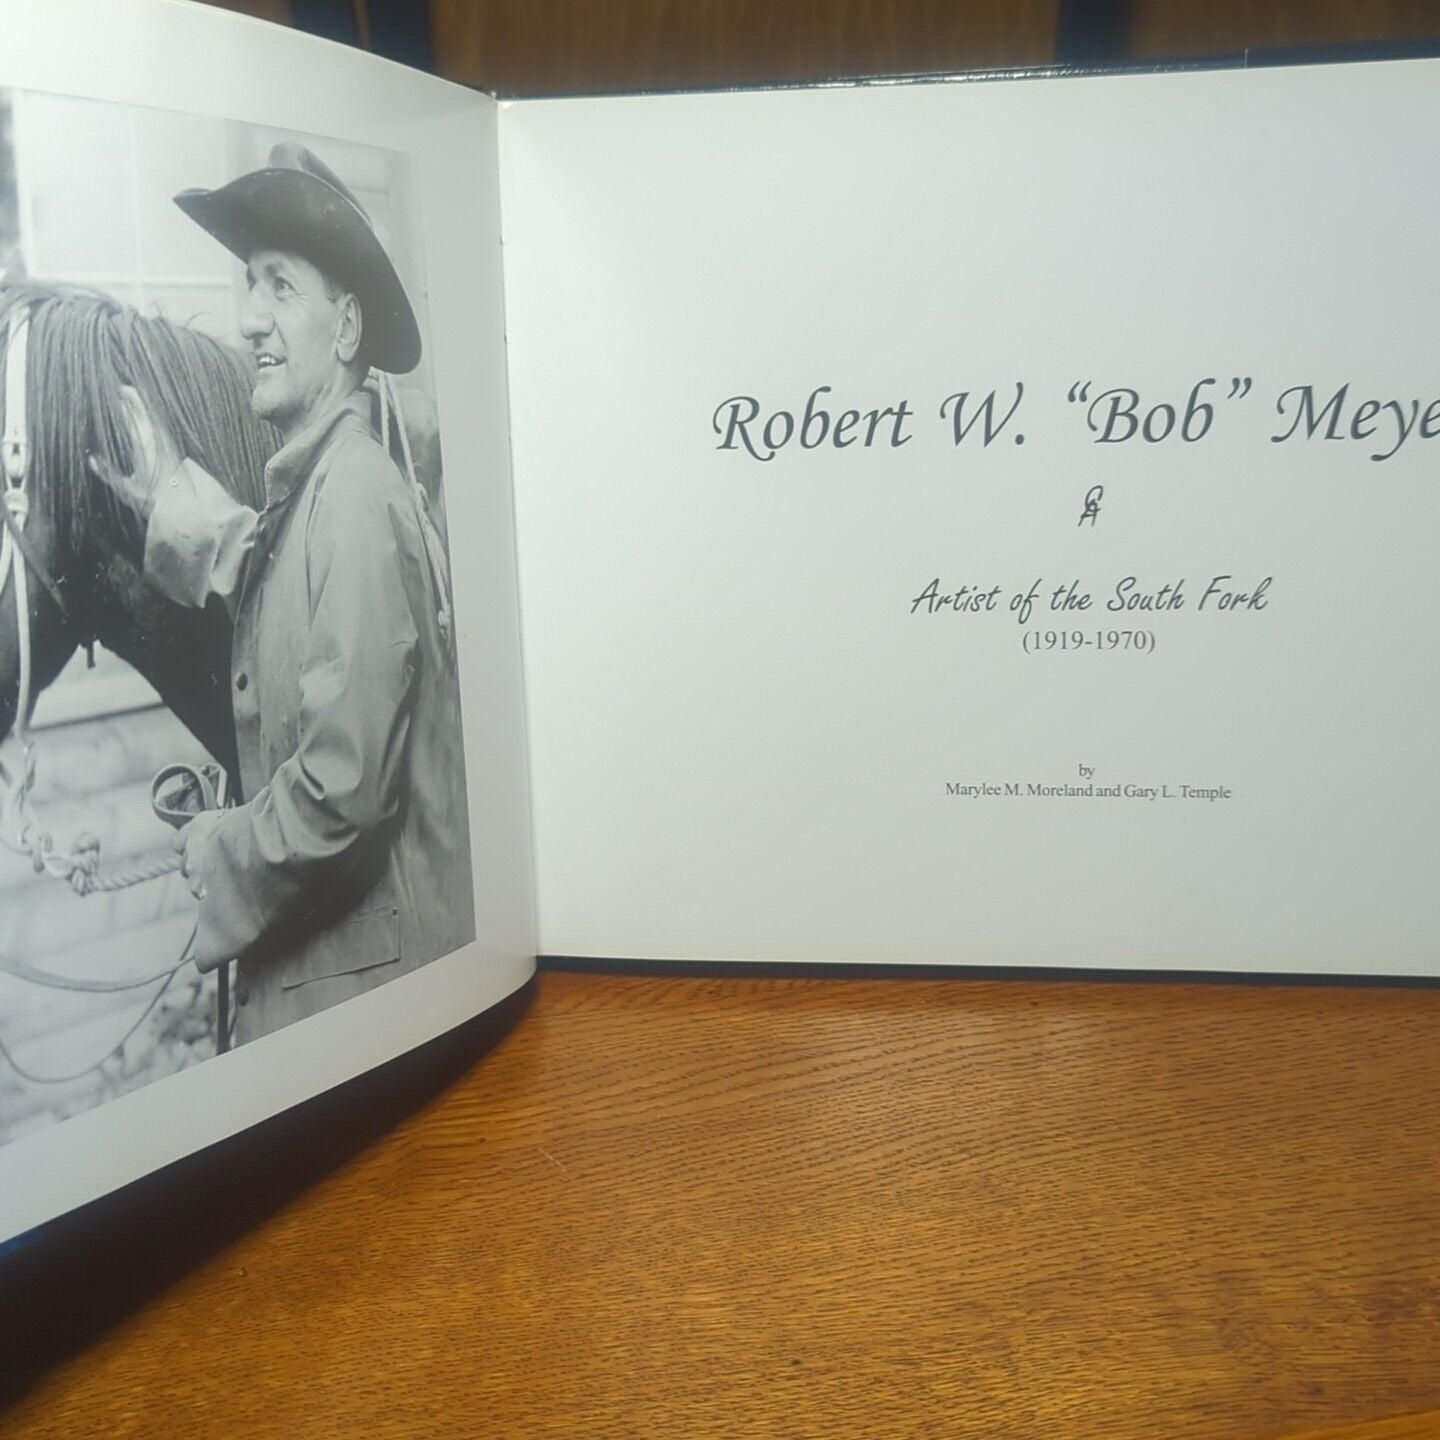 Robert W. “Bob” Meye
Artist of the South Fork
(1919-1970)
by
Marylee M. Moreland and Gary L. Temple